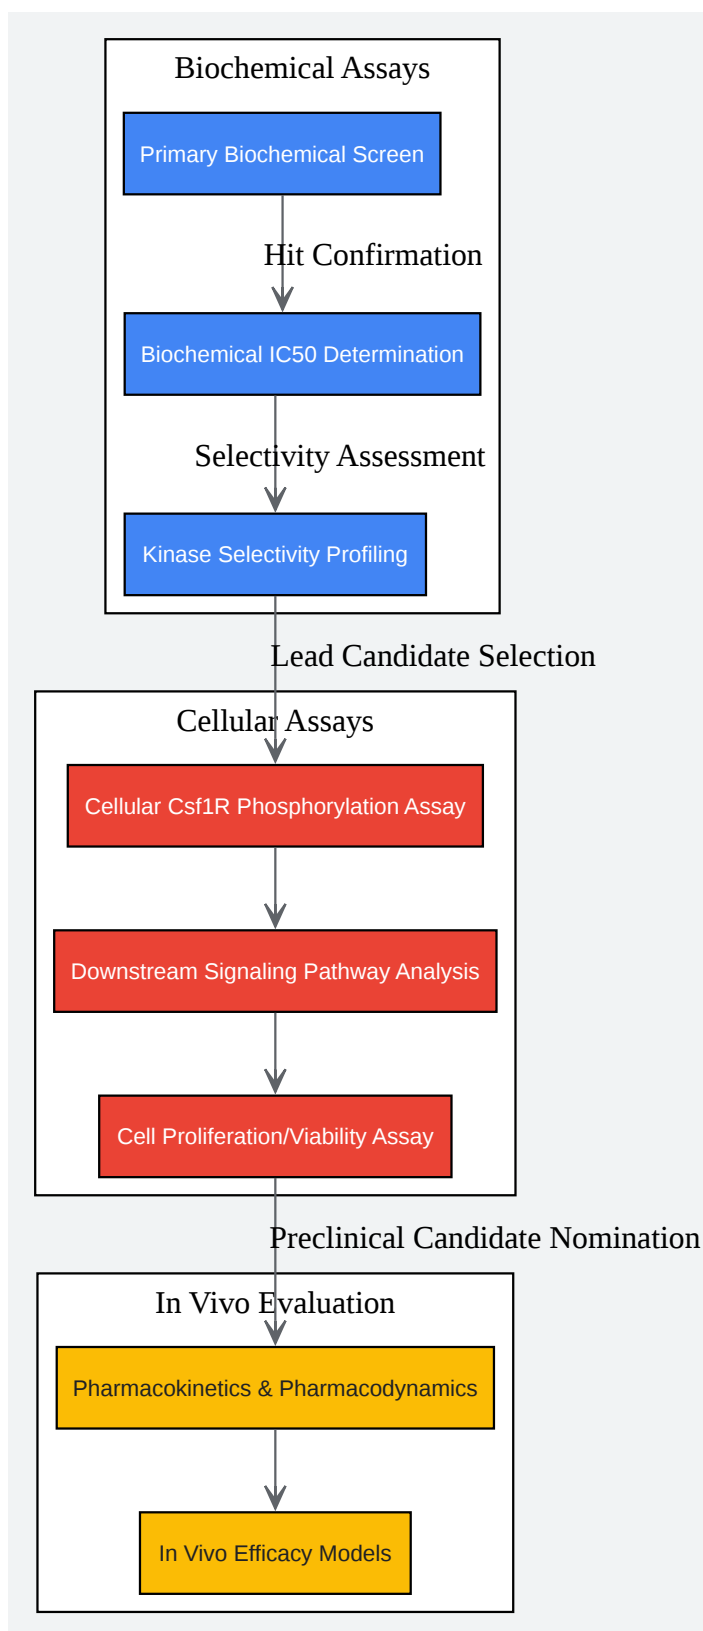 Biochemical Assays
Primary Biochemical Screen
Hit Confirmation
Biochemical IC50 Determination
Selectivity Assessment
Kinase Selectivity Profiling
Lead Candidate Selection
Cellular Assays
Cellular Csf1R Phosphorylation Assay
Downstream Signaling Pathway Analysis
Cell Proliferation/Viability Assay
Preclinical Candidate Nomination
In Vivo Evaluation
Pharmacokinetics & Pharmacodynamics
In Vivo Efficacy Models